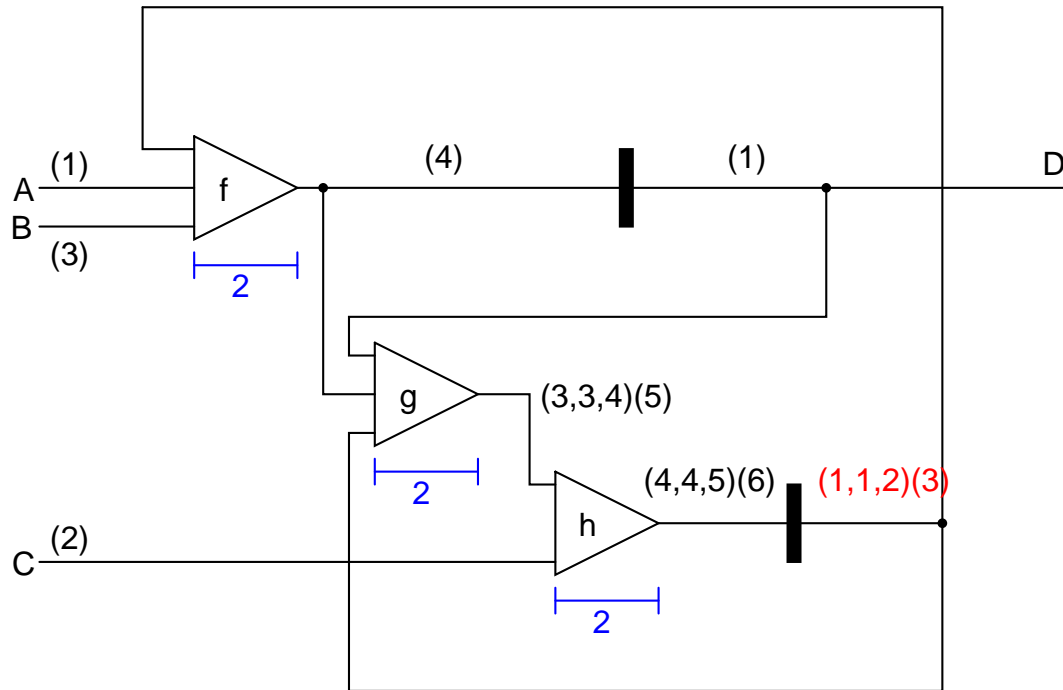 (1)
(4)
(1)
A
f
D
B
(3)
2
g
(3,3,4)(5)
2
(4,4,5)(6)
(1,1,2)(3)
h
(2)
C
2